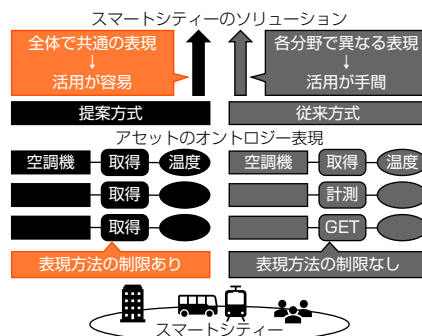 スマートシティーのソリューション
全体で共通の表現
↓
活用が容易
各分野で異なる表現
↓
活用が手間
提案方式
従来方式
アセットのオントロジー表現
空調機 取得 温度
空調機 取得 温度
取得
計測
取得
GET
表現方法の制限あり
表現方法の制限なし
スマートシティー